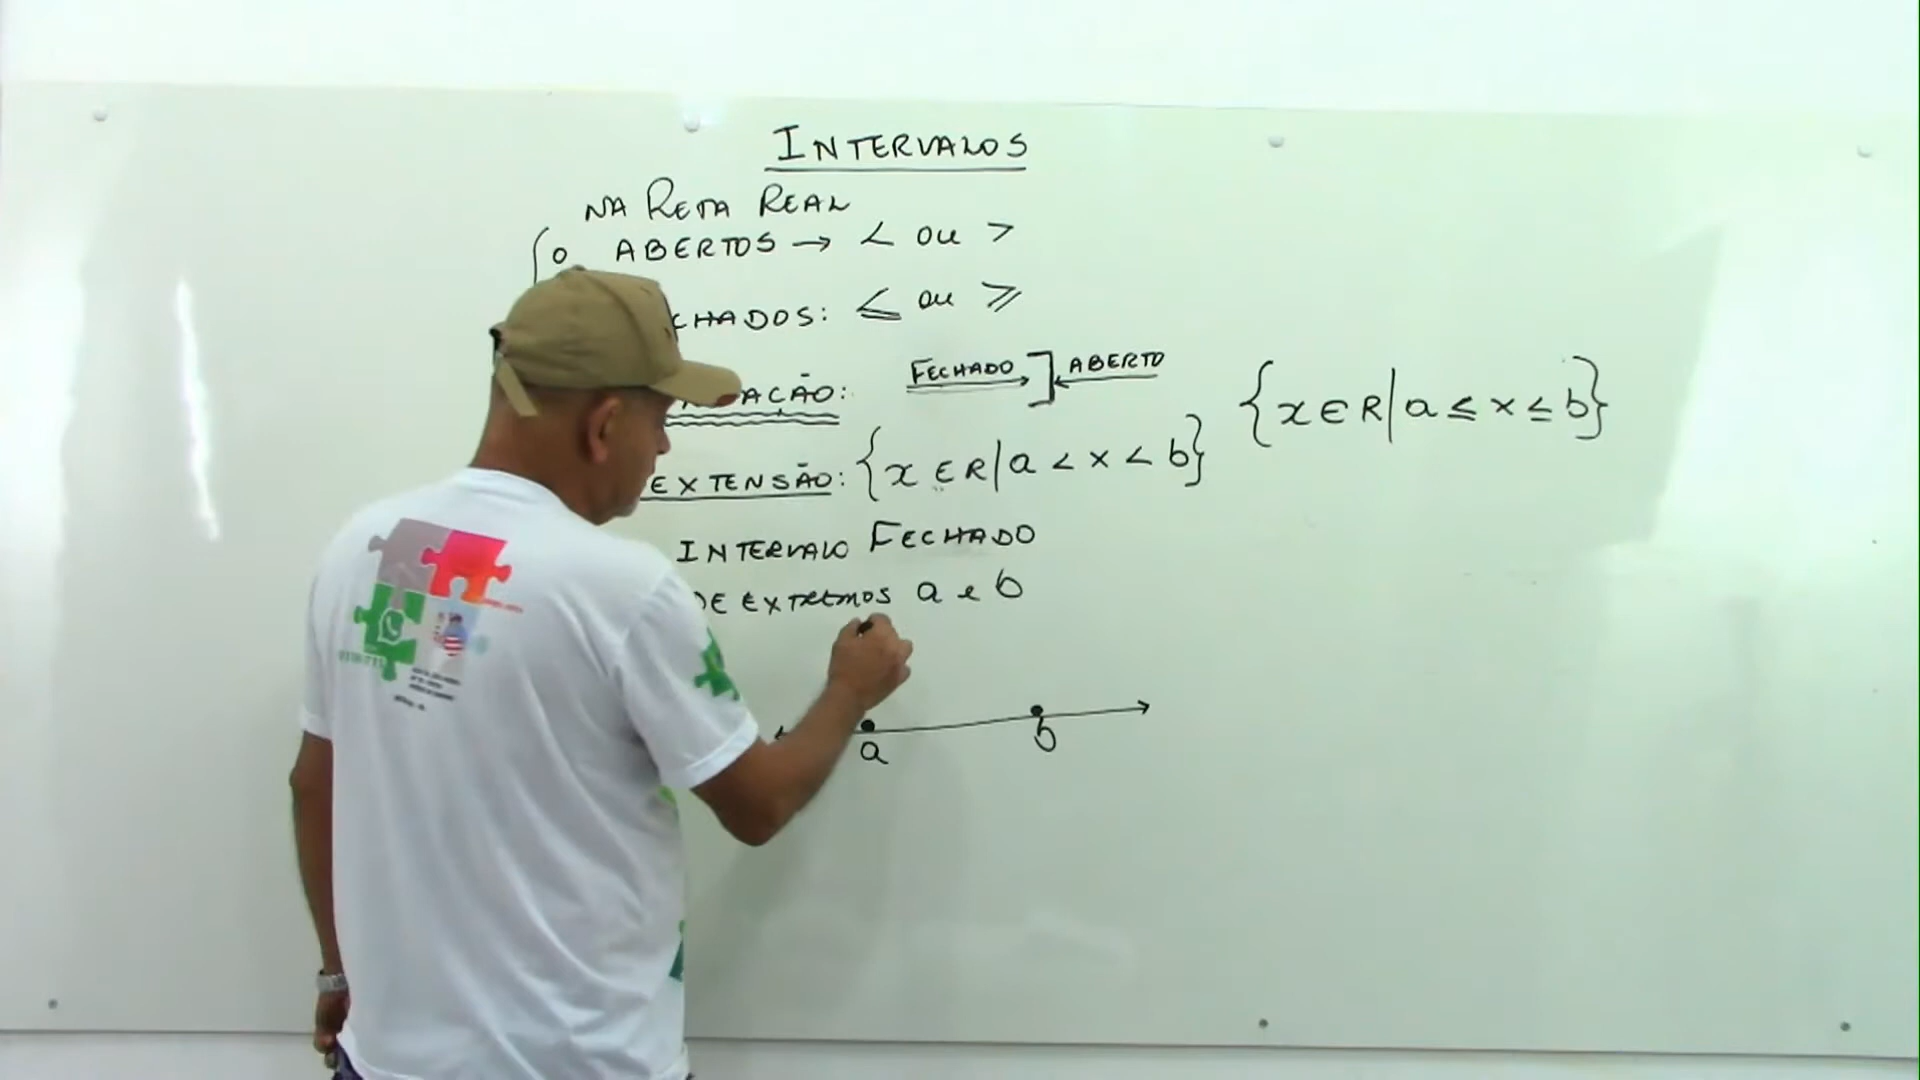 INTERVALOS
NA RETA REAL
ABERTOS → < ou >
CHADOS: ≤ ou ≥
AÇÃO: FECHADO ] ABERTO
EXTENSÃO: {x ∈ R | a < x < b} {x ∈ R | a ≤ x ≤ b}
INTERVALO FECHADO
DE EXTREMOS a e b
a b